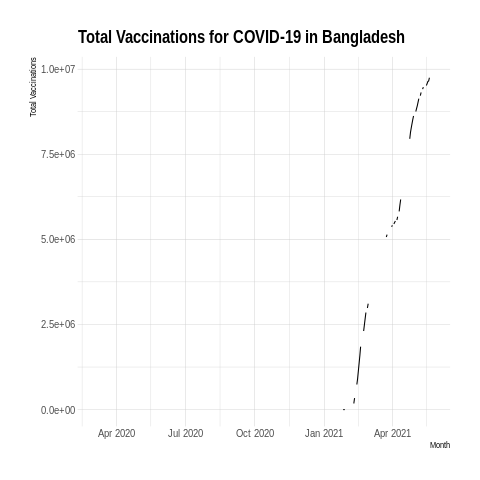 Total Vaccinations for COVID-19 in Bangladesh
Total Vaccinations
1.0e+07
7.5e+06
5.0e+06
2.5e+06
0.0e+00
Apr 2020 Jul 2020 Oct 2020 Jan 2021 Apr 2021
Month